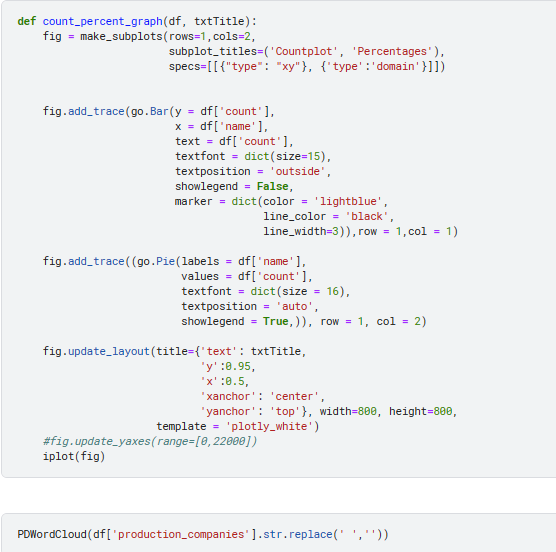 def count_percent_graph(df, txtTitle):
    fig = make_subplots(rows=1,cols=2,
                        subplot_titles=('Countplot', 'Percentages'),
                        specs=[[{"type": "xy"}, {'type':'domain'}]])
    fig.add_trace(go.Bar(y = df['count'],
                         x = df['name'],
                         text = df['count'],
                         textfont = dict(size=15),
                         textposition = 'outside',
                         showlegend = False,
                         marker = dict(color = 'lightblue',
                                       line_color = 'black',
                                       line_width=3)),row = 1,col = 1)
    fig.add_trace((go.Pie(labels = df['name'],
                          values = df['count'],
                          textfont = dict(size = 16),
                          textposition = 'auto',
                          showlegend = True,)), row = 1, col = 2)
    fig.update_layout(title={'text': txtTitle,
                             'y':0.95,
                             'x':0.5,
                             'xanchor': 'center',
                             'yanchor': 'top'}, width=800, height=800,
                      template = 'plotly_white')
    #fig.update_yaxes(range=[0,22000])
    iplot(fig)
PDWordCloud(df['production_companies'].str.replace(' ',''))